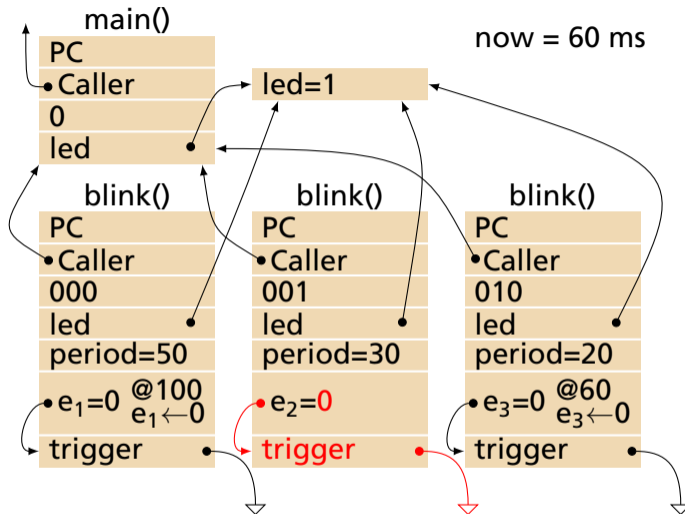 main()
now = 60 ms
PC
Caller
0
led
led=1
blink()
PC
Caller
000
led
period=50
e₁=0 @100
e₁←0
trigger
blink()
PC
Caller
001
led
period=30
e₂=0
trigger
blink()
PC
Caller
010
led
period=20
e₃=0 @60
e₃←0
trigger